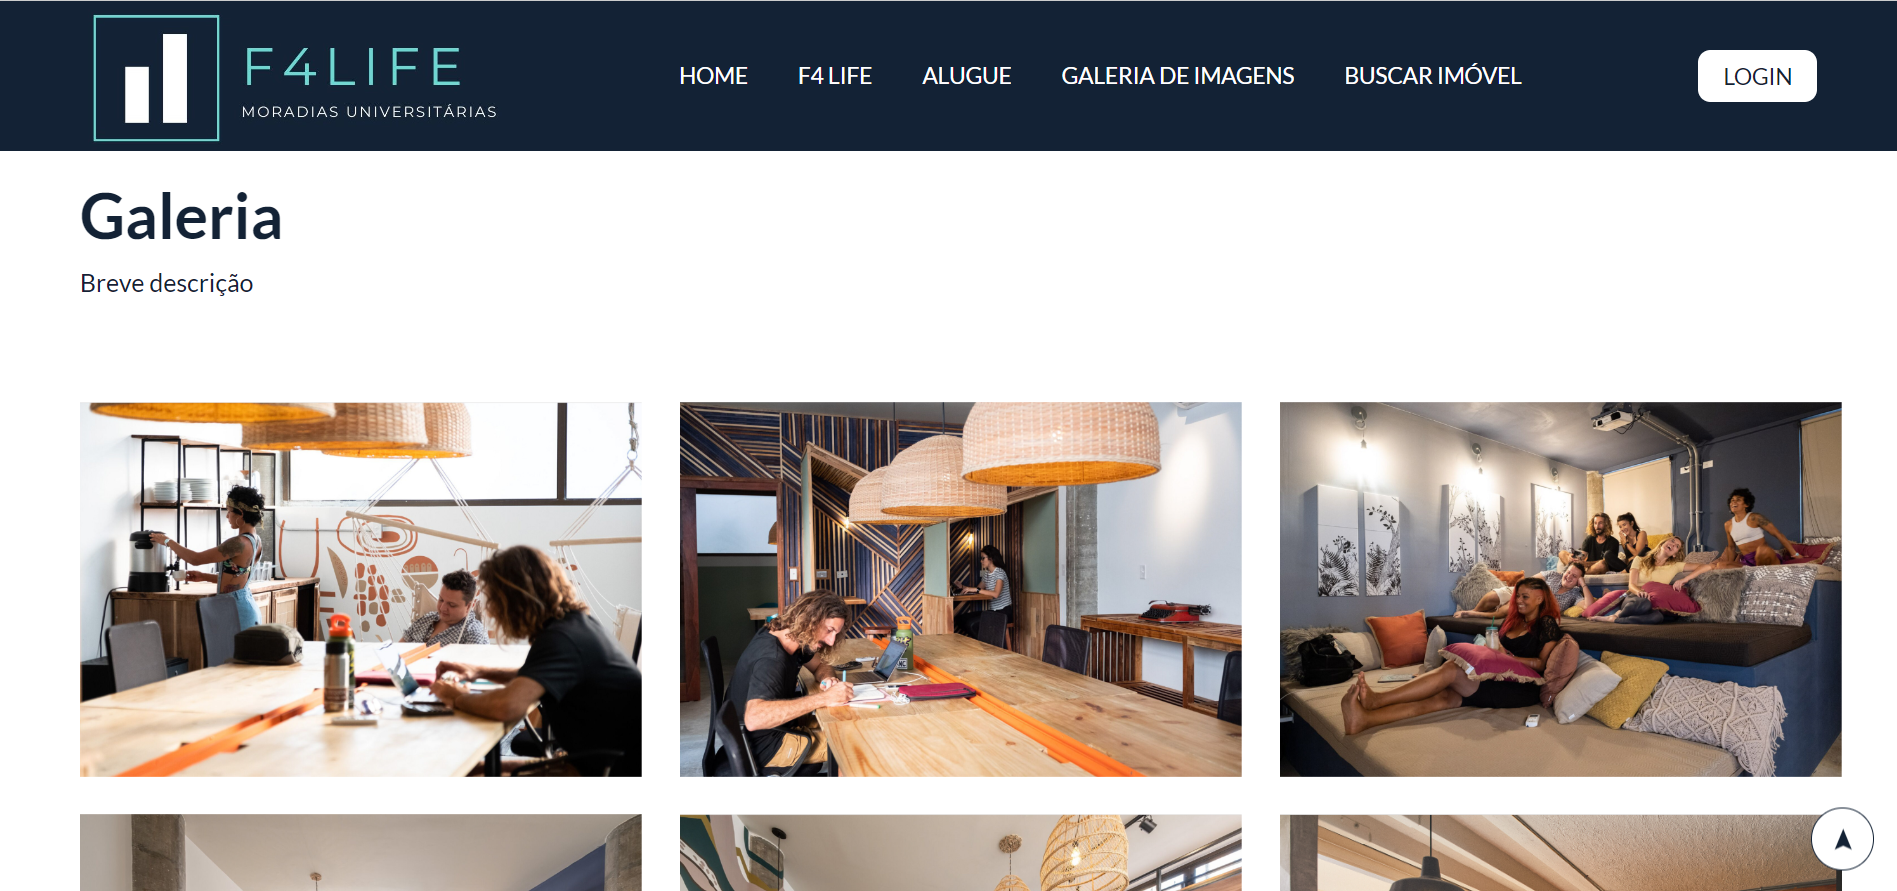 F4LIFE
MORADIAS UNIVERSITÁRIAS
HOME F4 LIFE ALUGUE GALERIA DE IMAGENS BUSCAR IMÓVEL LOGIN
Galeria
Breve descrição